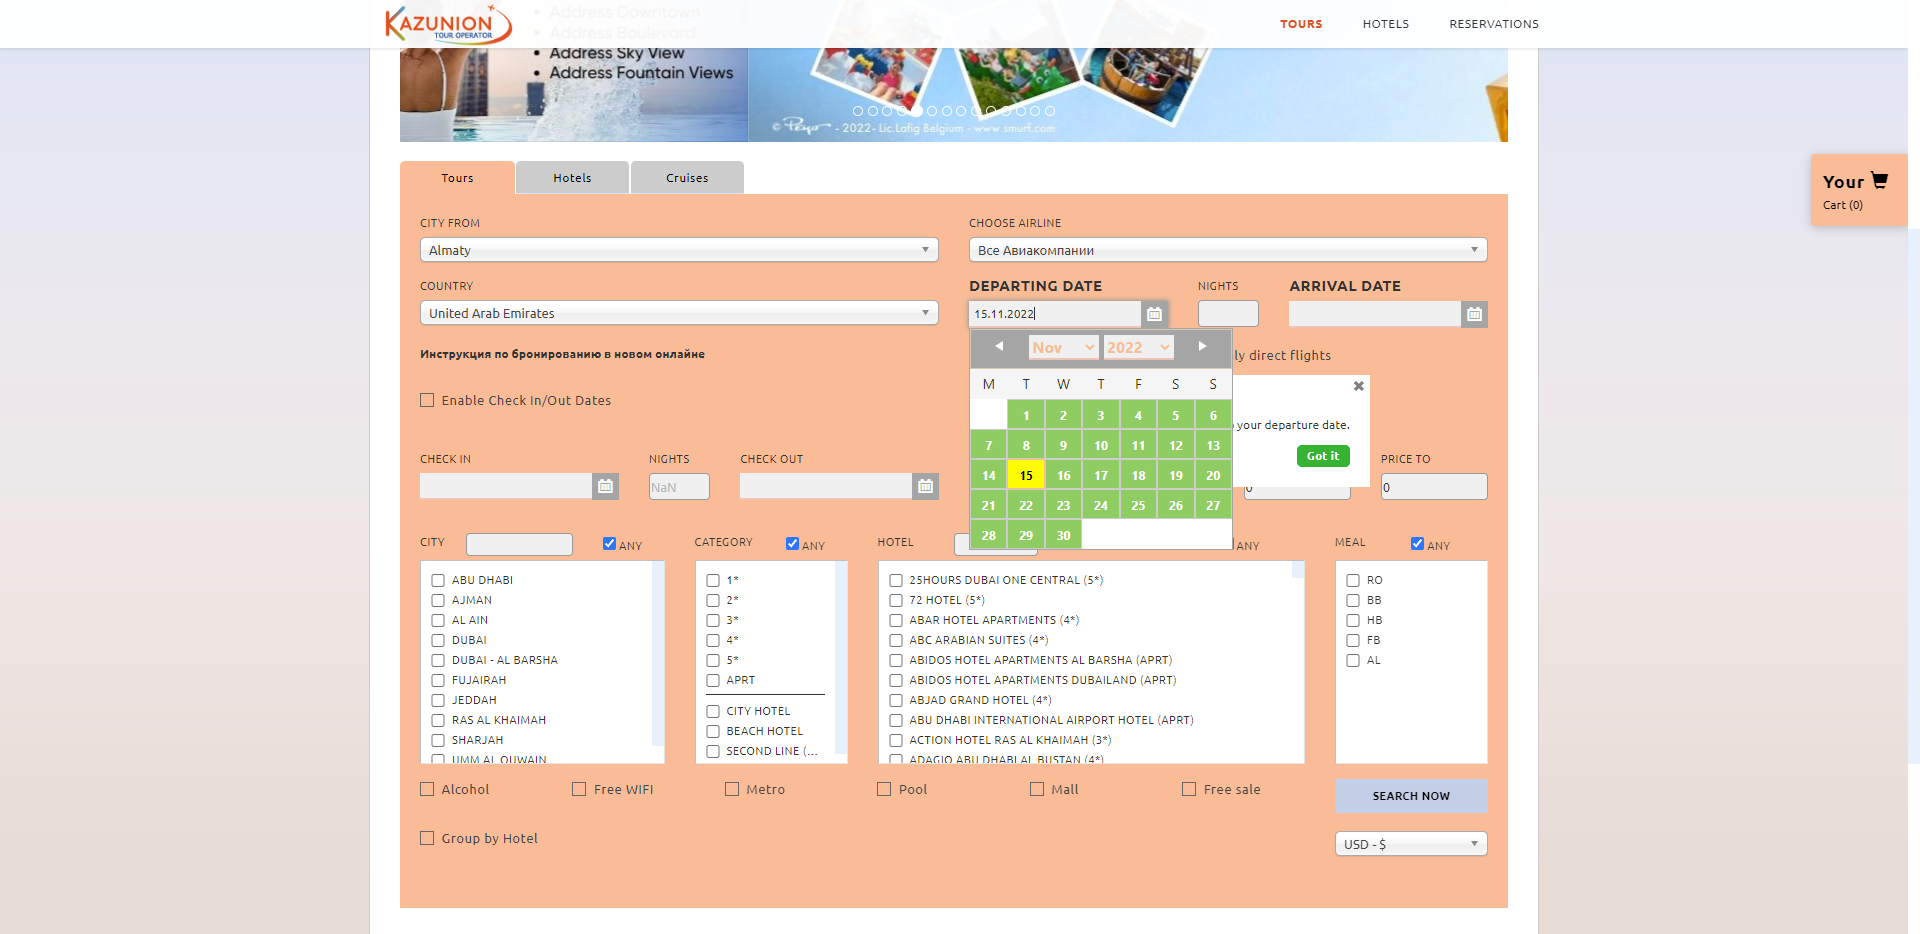 KAZUNION
TOUR OPERATOR
TOURS
HOTELS
RESERVATIONS
Address Downtown
Address Boulevard
Address Sky View
Address Fountain Views
© Peyo - 2022 - Lic. Lafig Belgium - www.smurf.com
Your
Cart (0)
Tours
Hotels
Cruises
CITY FROM
CHOOSE AIRLINE
Almaty
Все Авиакомпании
COUNTRY
DEPARTING DATE
NIGHTS
ARRIVAL DATE
United Arab Emirates
15.11.2022
Инструкция по бронированию в новом онлайне
Nov
2022
ly direct flights
M T W T F S S
1 2 3 4 5 6
7 8 9 10 11 12 13
14 15 16 17 18 19 20
21 22 23 24 25 26 27
28 29 30
your departure date.
Got it
Enable Check In/Out Dates
CHECK IN
NIGHTS
CHECK OUT
PRICE TO
NaN
0
0
CITY
ANY
CATEGORY
ANY
HOTEL
ANY
MEAL
ANY
ABU DHABI
AJMAN
AL AIN
DUBAI
DUBAI - AL BARSHA
FUJAIRAH
JEDDAH
RAS AL KHAIMAH
SHARJAH
UMM AL QUWAIN
1*
2*
3*
4*
5*
APRT
CITY HOTEL
BEACH HOTEL
SECOND LINE (...
25HOURS DUBAI ONE CENTRAL (5*)
72 HOTEL (5*)
ABAR HOTEL APARTMENTS (4*)
ABC ARABIAN SUITES (4*)
ABIDOS HOTEL APARTMENTS AL BARSHA (APRT)
ABIDOS HOTEL APARTMENTS DUBAILAND (APRT)
ABJAD GRAND HOTEL (4*)
ABU DHABI INTERNATIONAL AIRPORT HOTEL (APRT)
ACTION HOTEL RAS AL KHAIMAH (3*)
ADAGIO ABU DHABI AL BUSTAN (4*)
RO
BB
HB
FB
AL
Alcohol
Free WIFI
Metro
Pool
Mall
Free sale
SEARCH NOW
Group by Hotel
USD - $